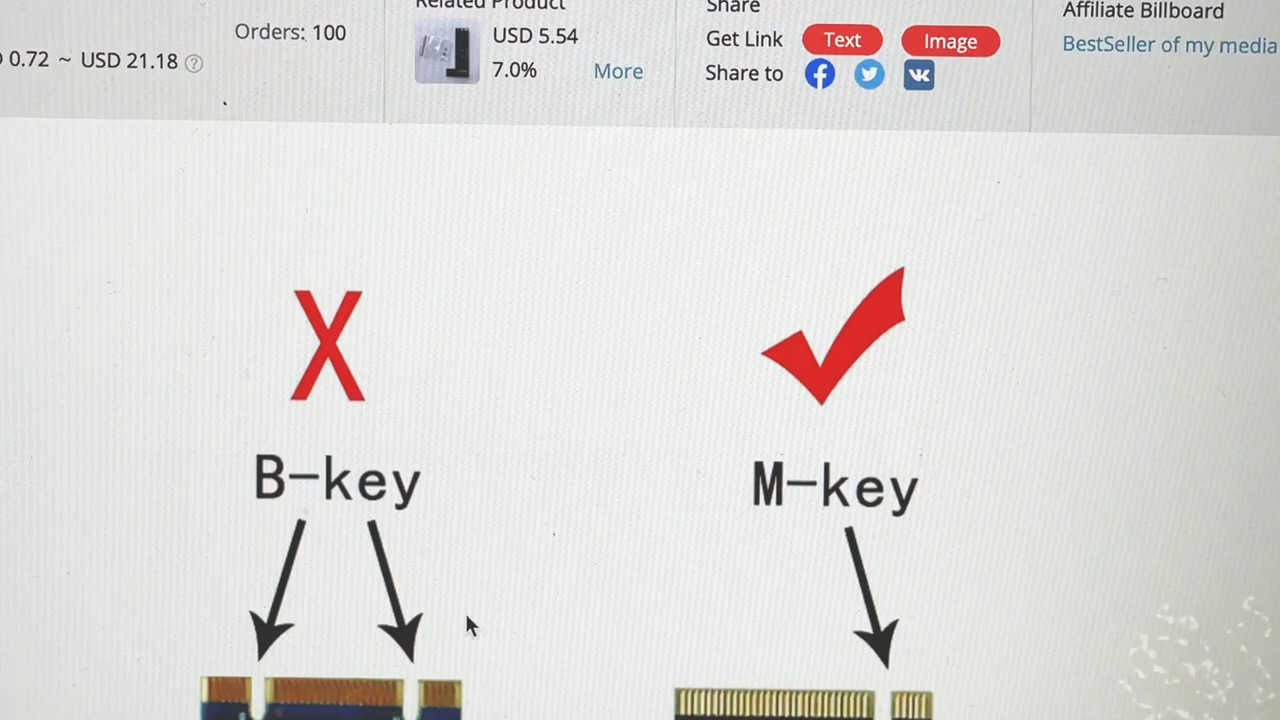 Related Product
Share
Affiliate Billboard
Orders: 100
USD 5.54
Get Link
Text
Image
BestSeller of my media
0.72 ~ USD 21.18 ?
7.0%
More
Share to
X
B-key
M-key